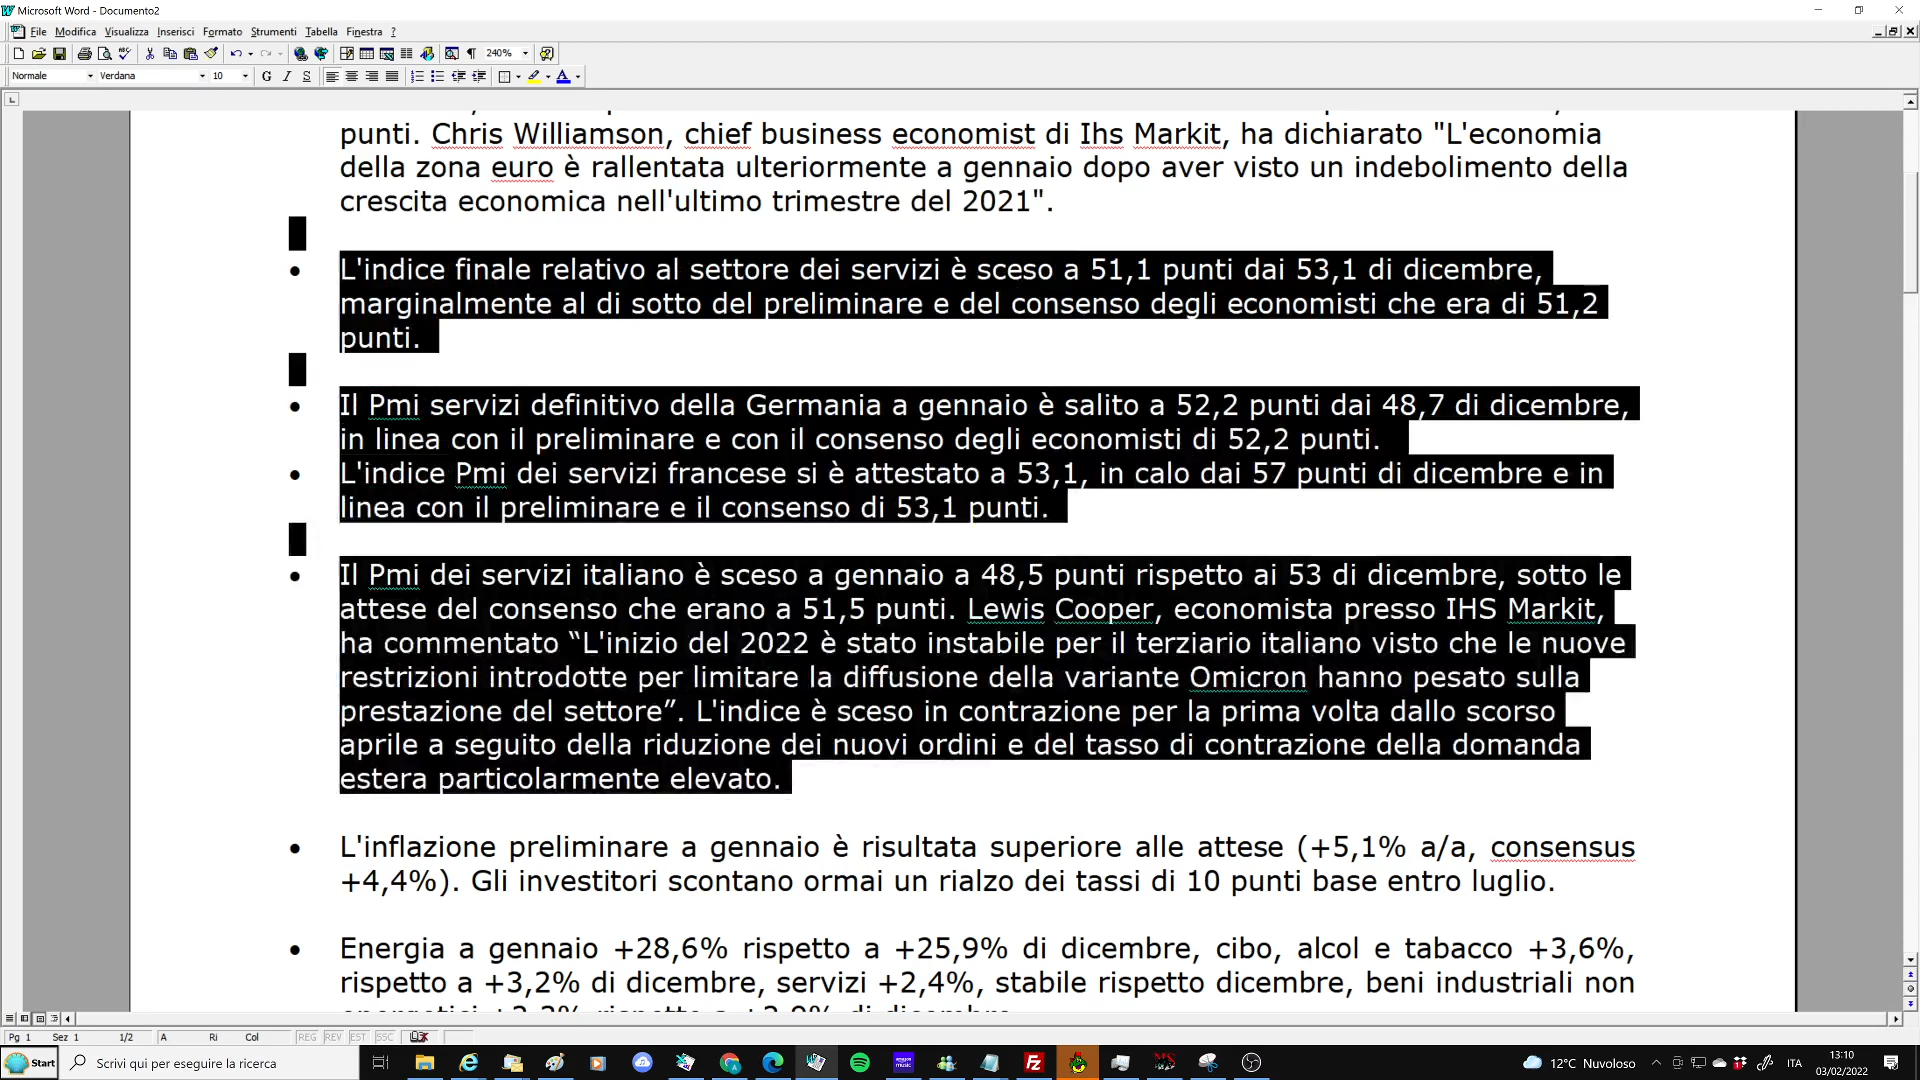 Microsoft Word - Documento2
File Modifica Visualizza Inserisci Formato Strumenti Tabella Finestra ?
240%
Normale Verdana 10 G I S A
punti. Chris Williamson, chief business economist di Ihs Markit, ha dichiarato "L'economia
della zona euro è rallentata ulteriormente a gennaio dopo aver visto un indebolimento della
crescita economica nell'ultimo trimestre del 2021".
• L'indice finale relativo al settore dei servizi è sceso a 51,1 punti dai 53,1 di dicembre,
marginalmente al di sotto del preliminare e del consenso degli economisti che era di 51,2
punti.
• Il Pmi servizi definitivo della Germania a gennaio è salito a 52,2 punti dai 48,7 di dicembre,
in linea con il preliminare e con il consenso degli economisti di 52,2 punti.
• L'indice Pmi dei servizi francese si è attestato a 53,1, in calo dai 57 punti di dicembre e in
linea con il preliminare e il consenso di 53,1 punti.
• Il Pmi dei servizi italiano è sceso a gennaio a 48,5 punti rispetto ai 53 di dicembre, sotto le
attese del consenso che erano a 51,5 punti. Lewis Cooper, economista presso IHS Markit,
ha commentato “L'inizio del 2022 è stato instabile per il terziario italiano visto che le nuove
restrizioni introdotte per limitare la diffusione della variante Omicron hanno pesato sulla
prestazione del settore”. L'indice è sceso in contrazione per la prima volta dallo scorso
aprile a seguito della riduzione dei nuovi ordini e del tasso di contrazione della domanda
estera particolarmente elevato.
• L'inflazione preliminare a gennaio è risultata superiore alle attese (+5,1% a/a, consensus
+4,4%). Gli investitori scontano ormai un rialzo dei tassi di 10 punti base entro luglio.
• Energia a gennaio +28,6% rispetto a +25,9% di dicembre, cibo, alcol e tabacco +3,6%,
rispetto a +3,2% di dicembre, servizi +2,4%, stabile rispetto dicembre, beni industriali non
Pg 1 Sez 1 1/2 A Ri Col REG REV EST SSC
Start Scrivi qui per eseguire la ricerca 12°C Nuvoloso ITA 13:10
03/02/2022